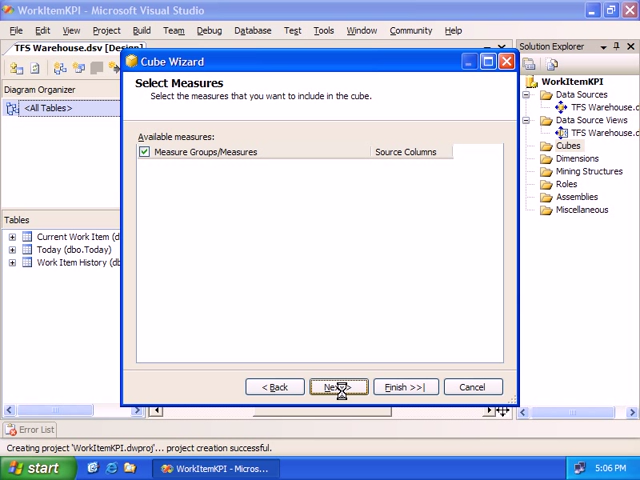 WorkItemKPI - Microsoft Visual Studio
File Edit View Project Build Team Debug Database Test Tools Window Community Help
TFS Warehouse.dsv [Design]
Diagram Organizer
<All Tables>
Tables
Current Work Item (d
Today (dbo.Today)
Work Item History (db
Cube Wizard
Select Measures
Select the measures that you want to include in the cube.
Available measures:
Measure Groups/Measures Source Columns
< Back Next > Finish >>| Cancel
Solution Explorer
WorkItemKPI
Data Sources
TFS Warehouse.d
Data Source Views
TFS Warehouse.d
Cubes
Dimensions
Mining Structures
Roles
Assemblies
Miscellaneous
Error List
Creating project 'WorkItemKPI.dwproj'... project creation successful.
start WorkItemKPI - Micros... 5:06 PM